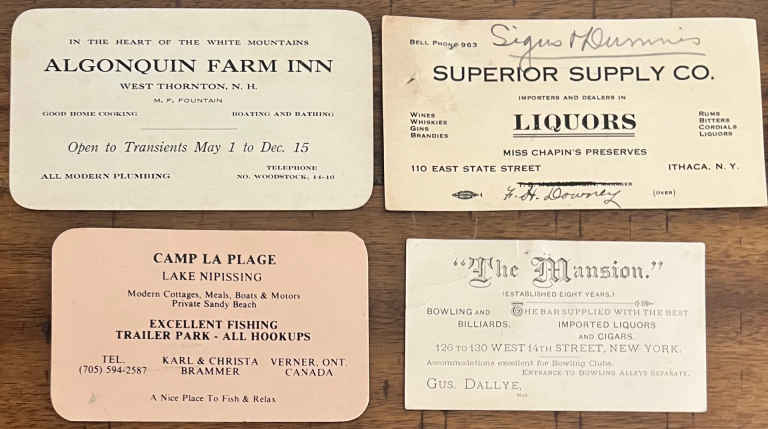 IN THE HEART OF THE WHITE MOUNTAINS
ALGONQUIN FARM INN
WEST THORNTON, N. H.
M. F. FOUNTAIN
GOOD HOME COOKING BOATING AND BATHING
Open to Transients May 1 to Dec. 15
ALL MODERN PLUMBING
TELEPHONE
NO. WOODSTOCK, 14-10
BELL PHONE 963
SUPERIOR SUPPLY CO.
IMPORTERS AND DEALERS IN
WINES
WHISKIES
GINS
BRANDIES
LIQUORS
RUMS
BITTERS
CORDIALS
LIQUEURS
MISS CHAPIN'S PRESERVES
110 EAST STATE STREET ITHACA, N. Y.
MANAGER
F. H. Downey
(OVER)
CAMP LA PLAGE
LAKE NIPISSING
Modern Cottages, Meals, Boats & Motors
Private Sandy Beach
EXCELLENT FISHING
TRAILER PARK - ALL HOOKUPS
TEL.
(705) 594-2587
KARL & CHRISTA
BRAMMER
VERNER, ONT.
CANADA
A Nice Place To Fish & Relax
"The Mansion."
(ESTABLISHED EIGHT YEARS.)
BOWLING AND
BILLIARDS.
THE BAR SUPPLIED WITH THE BEST
IMPORTED LIQUORS
AND CIGARS.
126 TO 130 WEST 14TH STREET, NEW YORK.
Accommodations excellent for Bowling Clubs.
ENTRANCE TO BOWLING ALLEYS SEPARATE.
GUS. DALLYE,